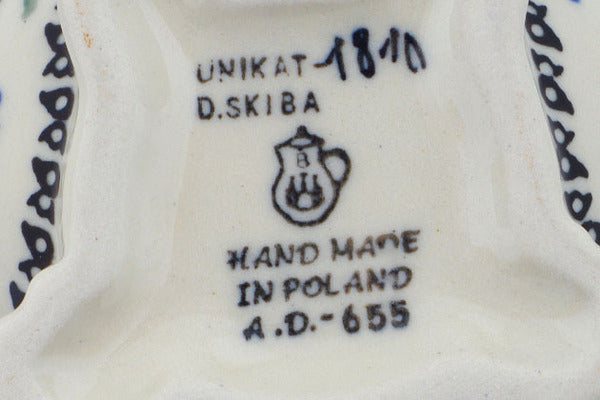 UNIKAT-1810
D.SKIBA
B
HAND MADE
IN POLAND
A.D.-655